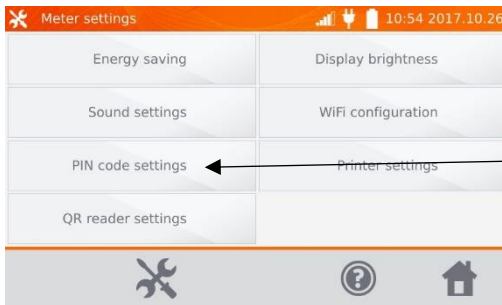 Meter settings 10:54 2017.10.26
Energy saving Display brightness
Sound settings WiFi configuration
PIN code settings Printer settings
QR reader settings
?